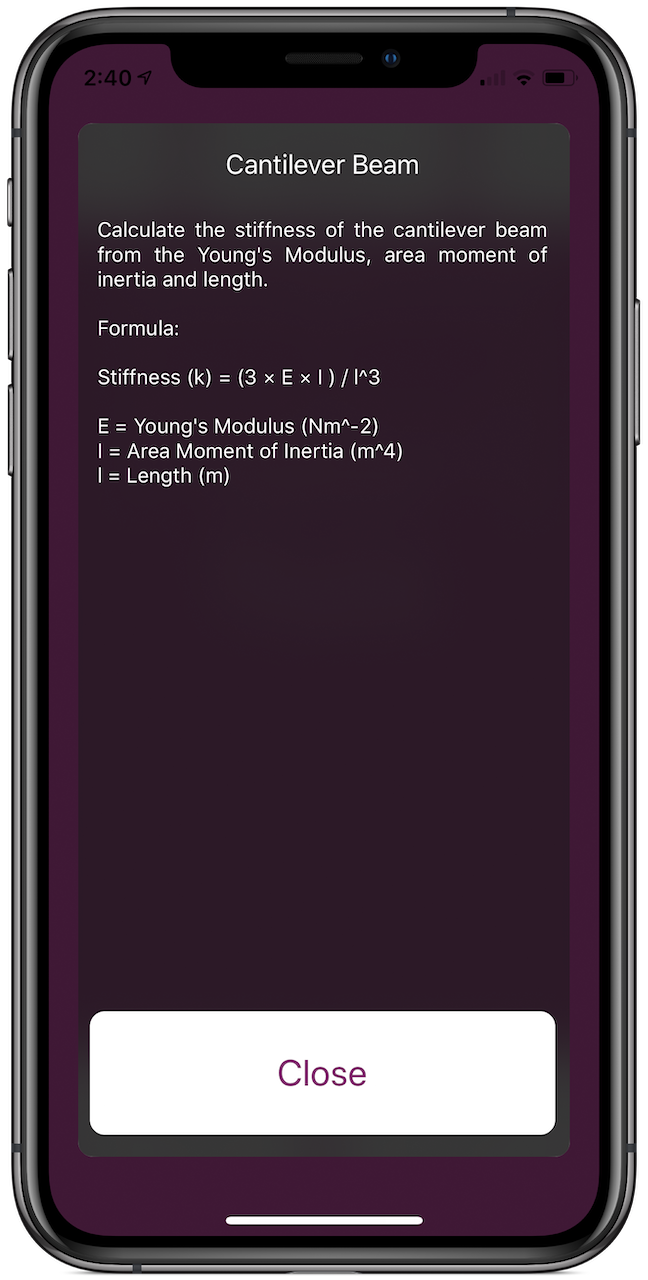 2:40
Cantilever Beam
Calculate the stiffness of the cantilever beam
from the Young's Modulus, area moment of
inertia and length.
Formula:
Stiffness (k) = (3 × E × I ) / l^3
E = Young's Modulus (Nm^-2)
I = Area Moment of Inertia (m^4)
l = Length (m)
Close